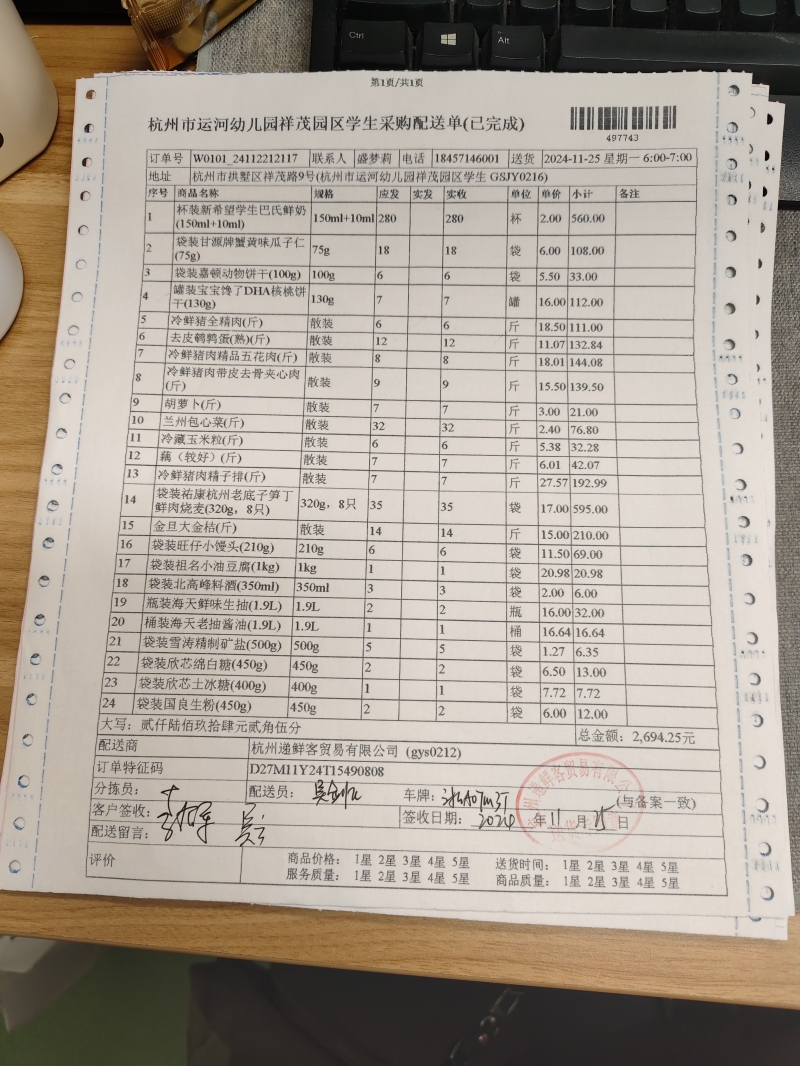 Ctrl
Alt
第1页/共1页
杭州市运河幼儿园祥茂园区学生采购配送单(已完成)
497743
订单号 W0101_24112212117 联系人 盛梦莉 电话 18457146001 送货 2024-11-25 星期一 6:00-7:00
地址 杭州市拱墅区祥茂路9号(杭州市运河幼儿园祥茂园区学生 GSJY0216)
序号 商品名称 规格 应发 实发 实收 单位 单价 小计 备注
1 杯装新希望学生巴氏鲜奶(150ml+10ml) 150ml+10ml 280 280 杯 2.00 560.00
2 袋装甘源牌蟹黄味瓜子仁(75g) 75g 18 18 袋 6.00 108.00
3 袋装嘉顿动物饼干(100g) 100g 6 6 袋 5.50 33.00
4 罐装宝宝馋了DHA核桃饼干(130g) 130g 7 7 罐 16.00 112.00
5 冷鲜猪全精肉(斤) 散装 6 6 斤 18.50 111.00
6 去皮鹌鹑蛋(熟)(斤) 散装 12 12 斤 11.07 132.84
7 冷鲜猪肉精品五花肉(斤) 散装 8 8 斤 18.01 144.08
8 冷鲜猪肉带皮去骨夹心肉(斤) 散装 9 9 斤 15.50 139.50
9 胡萝卜(斤) 散装 7 7 斤 3.00 21.00
10 兰州包心菜(斤) 散装 32 32 斤 2.40 76.80
11 冷藏玉米粒(斤) 散装 6 6 斤 5.38 32.28
12 藕（较好）(斤) 散装 7 7 斤 6.01 42.07
13 冷鲜猪肉精子排(斤) 散装 7 7 斤 27.57 192.99
14 袋装祐康杭州老底子笋丁鲜肉烧麦(320g，8只) 320g，8只 35 35 袋 17.00 595.00
15 金旦大金桔(斤) 散装 14 14 斤 15.00 210.00
16 袋装旺仔小馒头(210g) 210g 6 6 袋 11.50 69.00
17 袋装祖名小油豆腐(1kg) 1kg 1 1 袋 20.98 20.98
18 袋装北高峰料酒(350ml) 350ml 3 3 袋 2.00 6.00
19 瓶装海天鲜味生抽(1.9L) 1.9L 2 2 瓶 16.00 32.00
20 桶装海天老抽酱油(1.9L) 1.9L 1 1 桶 16.64 16.64
21 袋装雪涛精制矿盐(500g) 500g 5 5 袋 1.27 6.35
22 袋装欣芯绵白糖(450g) 450g 2 2 袋 6.50 13.00
23 袋装欣芯土冰糖(400g) 400g 1 1 袋 7.72 7.72
24 袋装国良生粉(450g) 450g 2 2 袋 6.00 12.00
大写：贰仟陆佰玖拾肆元贰角伍分 总金额：2,694.25元
配送商 杭州递鲜客贸易有限公司 (gys0212)
订单特征码 D27M11Y24T15490808
分拣员： 配送员： 车牌： (与备案一致)
客户签收： 签收日期：2024 年 11 月 25 日
配送留言：
评价 商品价格： 1星 2星 3星 4星 5星 送货时间： 1星 2星 3星 4星 5星
服务质量： 1星 2星 3星 4星 5星 商品质量： 1星 2星 3星 4星 5星